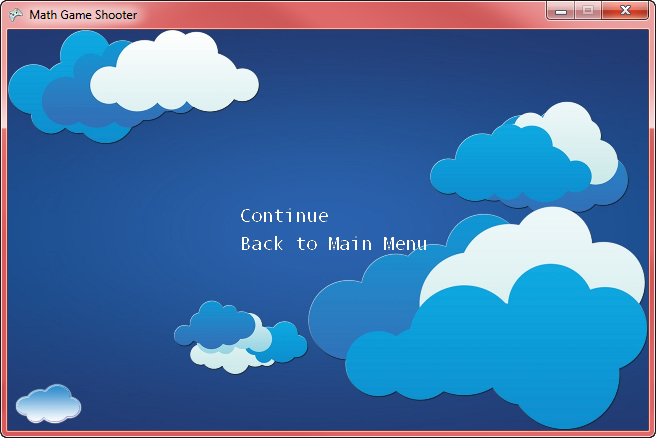 Math Game Shooter
Continue
Back to Main Menu